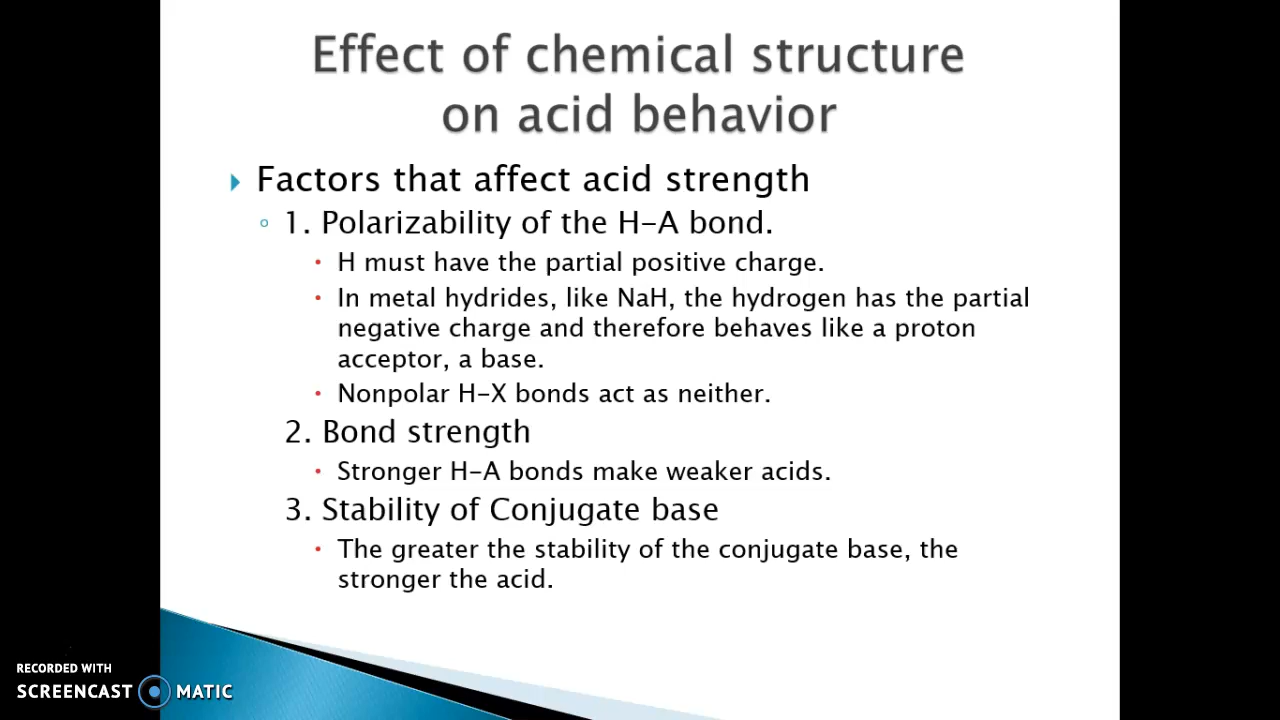 Effect of chemical structure
on acid behavior
Factors that affect acid strength
1. Polarizability of the H-A bond.
H must have the partial positive charge.
In metal hydrides, like NaH, the hydrogen has the partial
negative charge and therefore behaves like a proton
acceptor, a base.
Nonpolar H-X bonds act as neither.
2. Bond strength
Stronger H-A bonds make weaker acids.
3. Stability of Conjugate base
The greater the stability of the conjugate base, the
stronger the acid.
RECORDED WITH
SCREENCAST MATIC